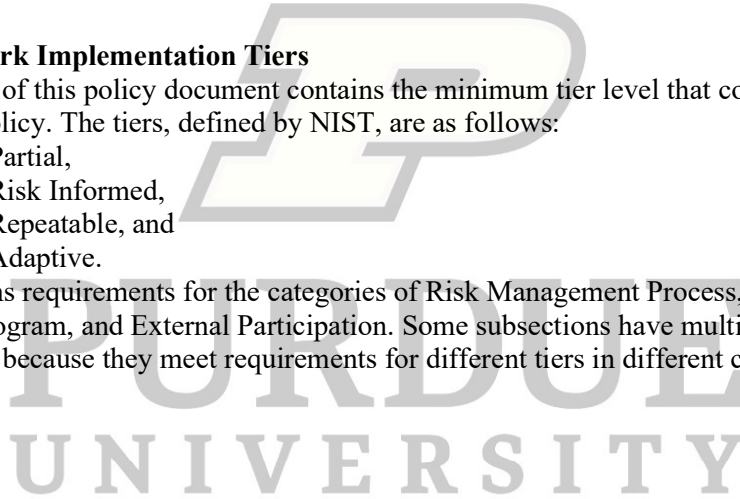 rk Implementation Tiers
of this policy document contains the minimum tier level that co
licy. The tiers, defined by NIST, are as follows:
Partial,
Risk Informed,
Repeatable, and
Adaptive.
ns requirements for the categories of Risk Management Process,
ogram, and External Participation. Some subsections have multi
because they meet requirements for different tiers in different c
PURDUE
UNIVERSITY